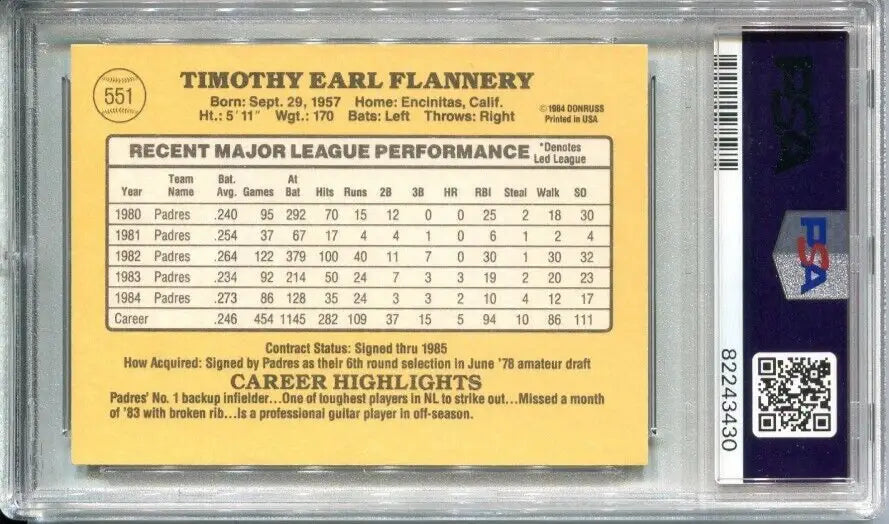 551
TIMOTHY EARL FLANNERY
Born: Sept. 29, 1957 Home: Encinitas, Calif.
Ht.: 5'11" Wgt.: 170 Bats: Left Throws: Right
© 1984 DONRUSS
Printed in USA
RECENT MAJOR LEAGUE PERFORMANCE
*Denotes
Led League
Year Team Name Bat. Avg. Games At Bat Hits Runs 2B 3B HR RBI Steal Walk SO
1980 Padres .240 95 292 70 15 12 0 0 25 2 18 30
1981 Padres .254 37 67 17 4 4 1 0 6 1 2 4
1982 Padres .264 122 379 100 40 11 7 0 30 1 30 32
1983 Padres .234 92 214 50 24 7 3 3 19 2 20 23
1984 Padres .273 86 128 35 24 3 3 2 10 4 12 17
Career .246 454 1145 282 109 37 15 5 94 10 86 111
Contract Status: Signed thru 1985
How Acquired: Signed by Padres as their 6th round selection in June '78 amateur draft
CAREER HIGHLIGHTS
Padres' No. 1 backup infielder...One of toughest players in NL to strike out...Missed a month
of '83 with broken rib...Is a professional guitar player in off-season.
PSA
PSA
82243430